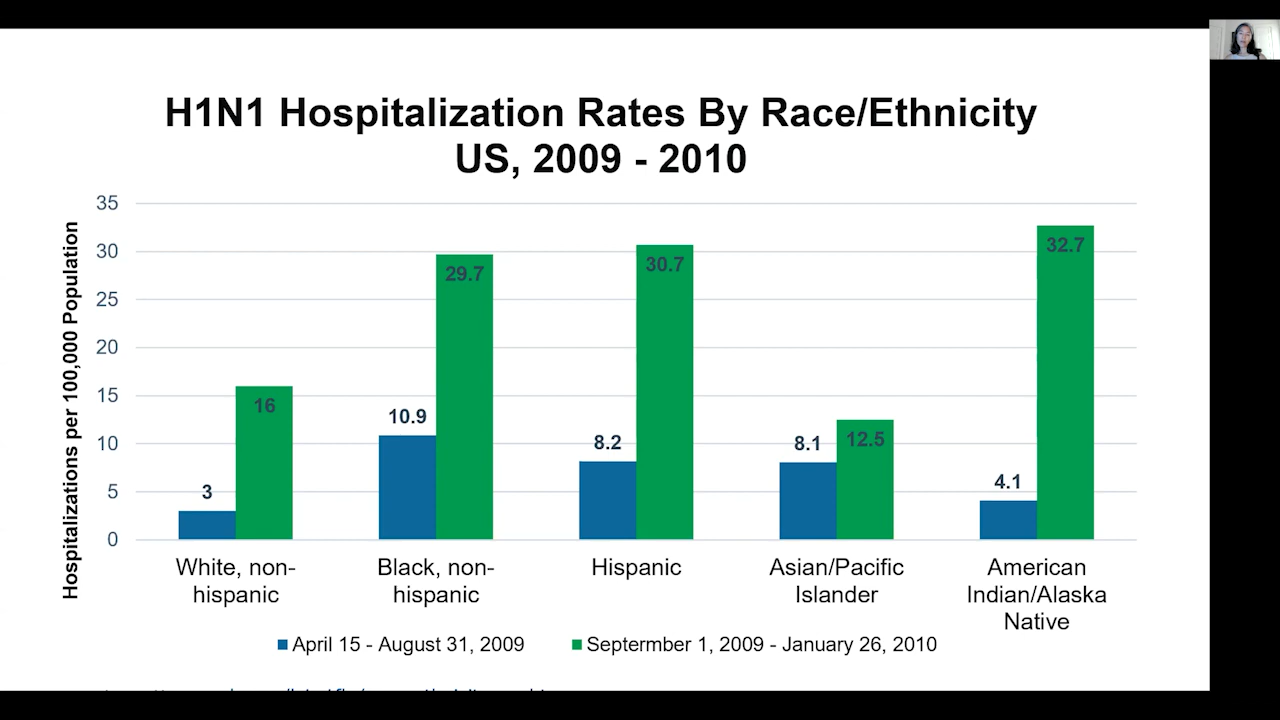 H1N1 Hospitalization Rates By Race/Ethnicity
US, 2009 - 2010
Hospitalizations per 100,000 Population
35
30
25
20
15
10
5
0
3
16
10.9
29.7
8.2
30.7
8.1
12.5
4.1
32.7
White, non-
hispanic
Black, non-
hispanic
Hispanic
Asian/Pacific
Islander
American
Indian/Alaska
Native
April 15 - August 31, 2009
Septermber 1, 2009 - January 26, 2010